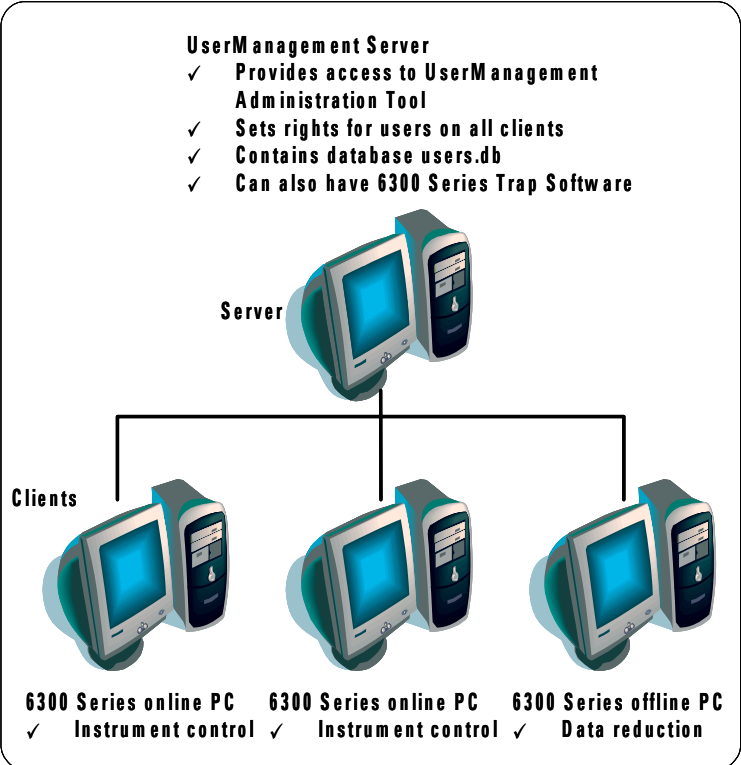 UserManagement Server
✓ Provides access to UserManagement
Administration Tool
✓ Sets rights for users on all clients
✓ Contains database users.db
✓ Can also have 6300 Series Trap Software
Server
Clients
6300 Series online PC
✓ Instrument control
6300 Series online PC
✓ Instrument control
6300 Series offline PC
✓ Data reduction